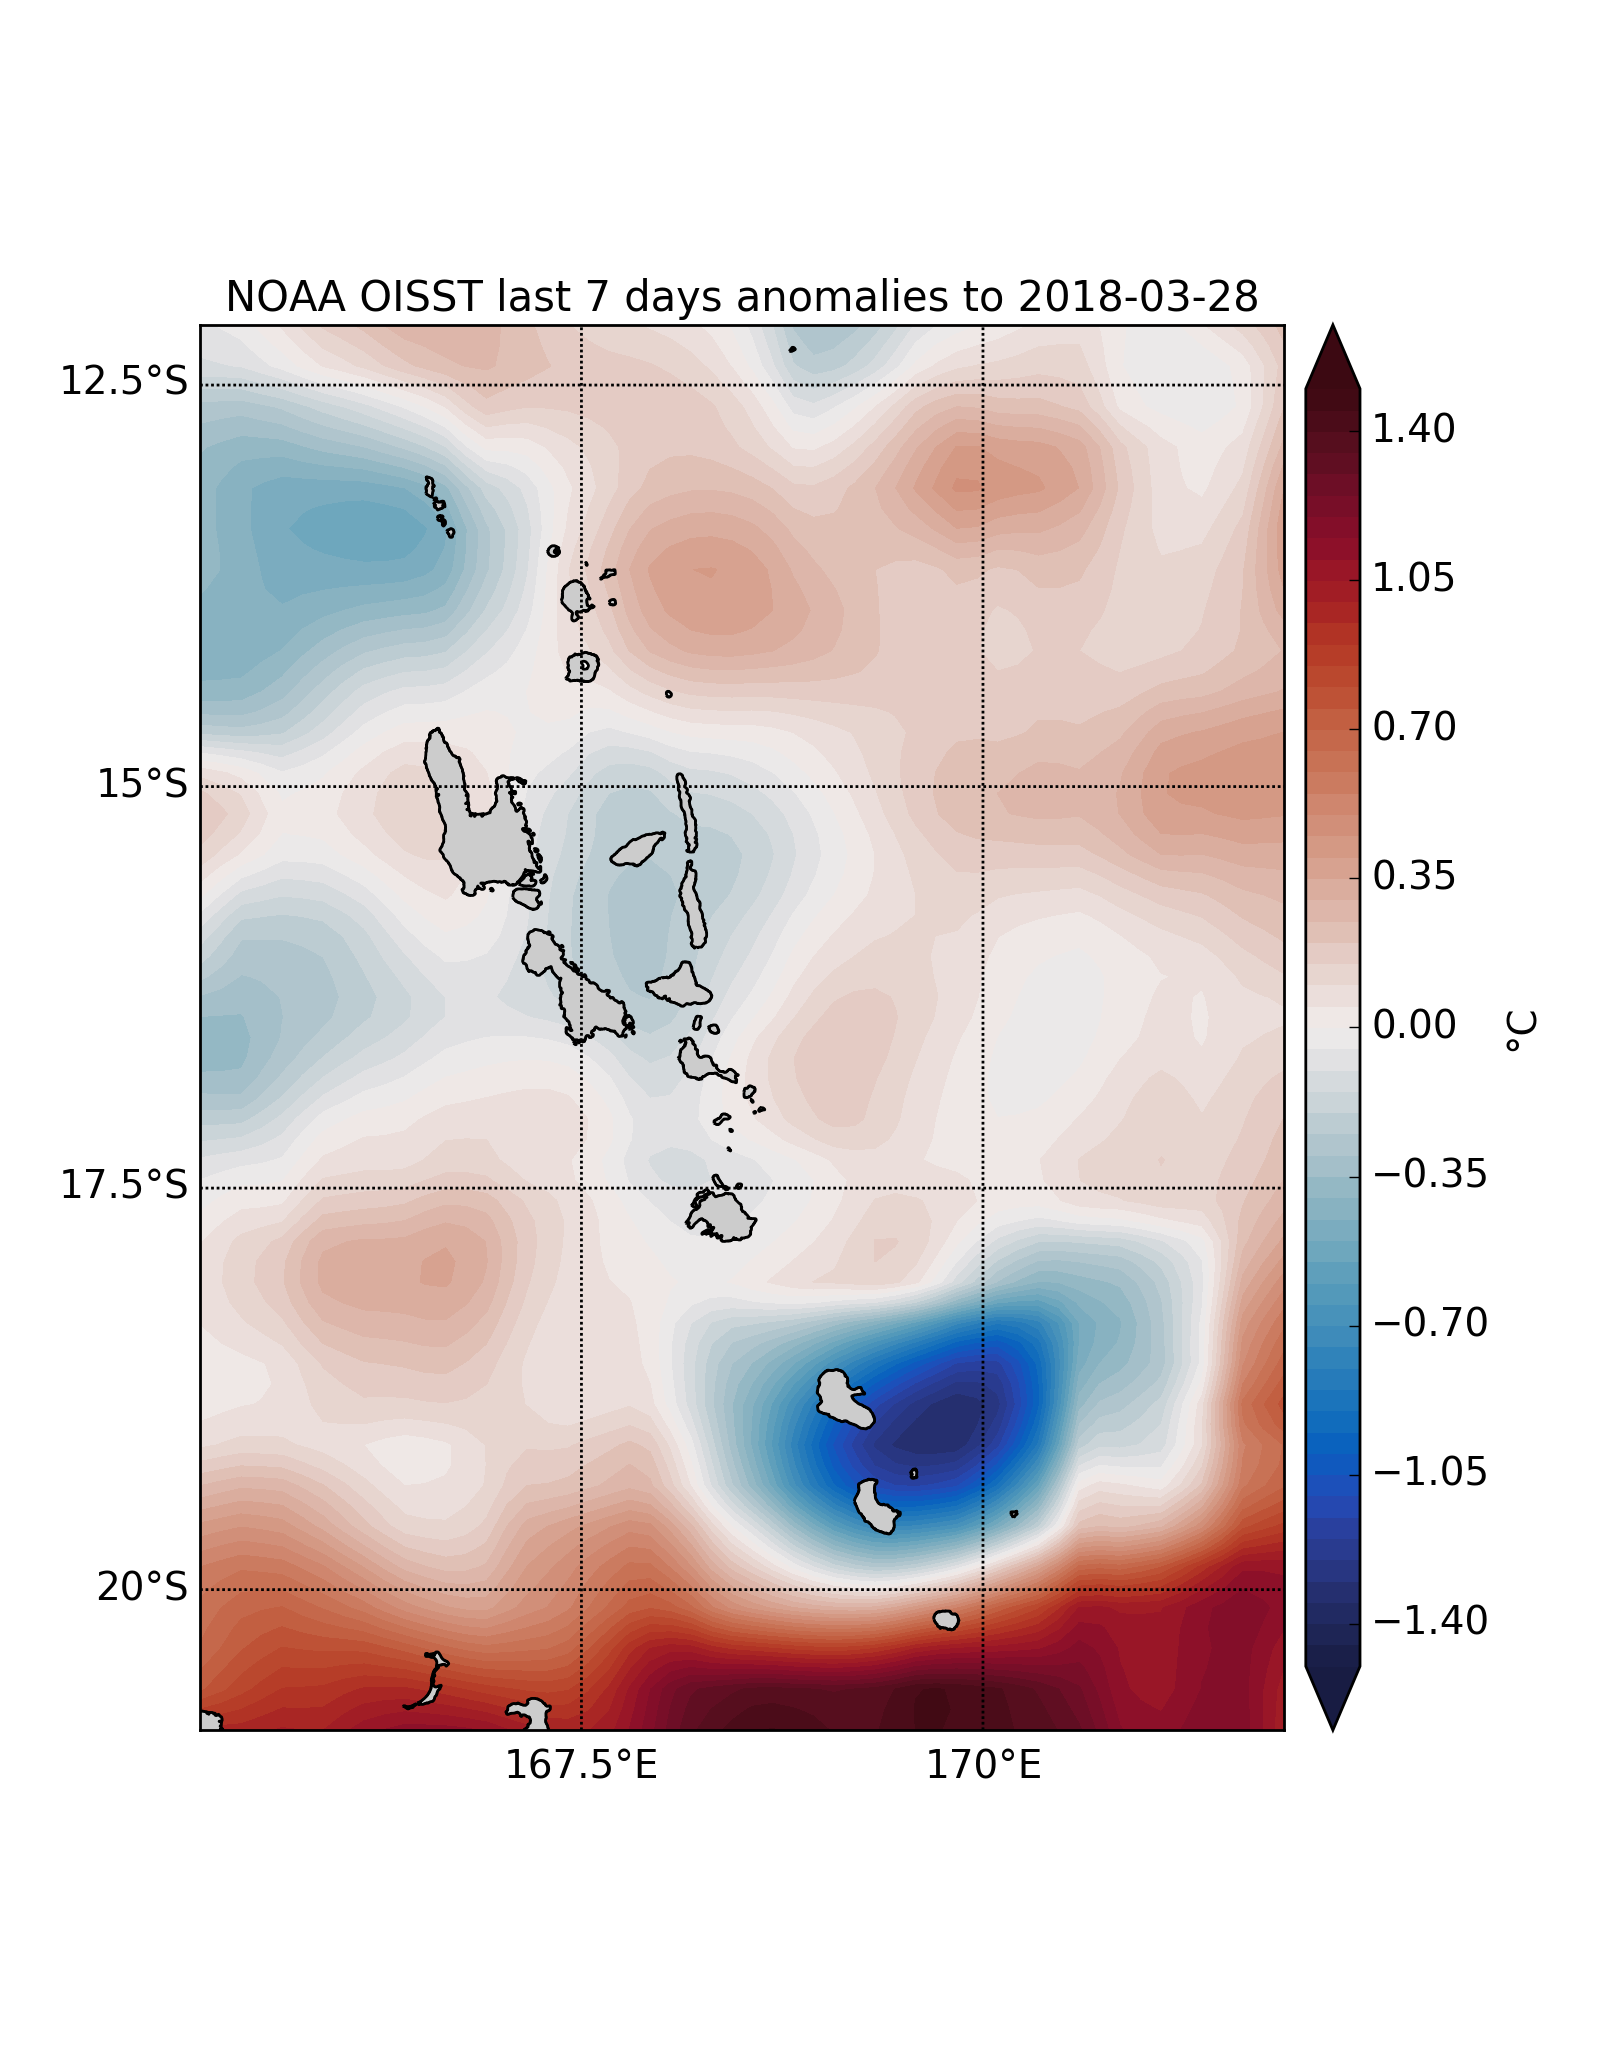 NOAA OISST last 7 days anomalies to 2018-03-28
12.5°S
15°S
17.5°S
20°S
167.5°E
170°E
1.40
1.05
0.70
0.35
0.00
−0.35
−0.70
−1.05
−1.40
°C